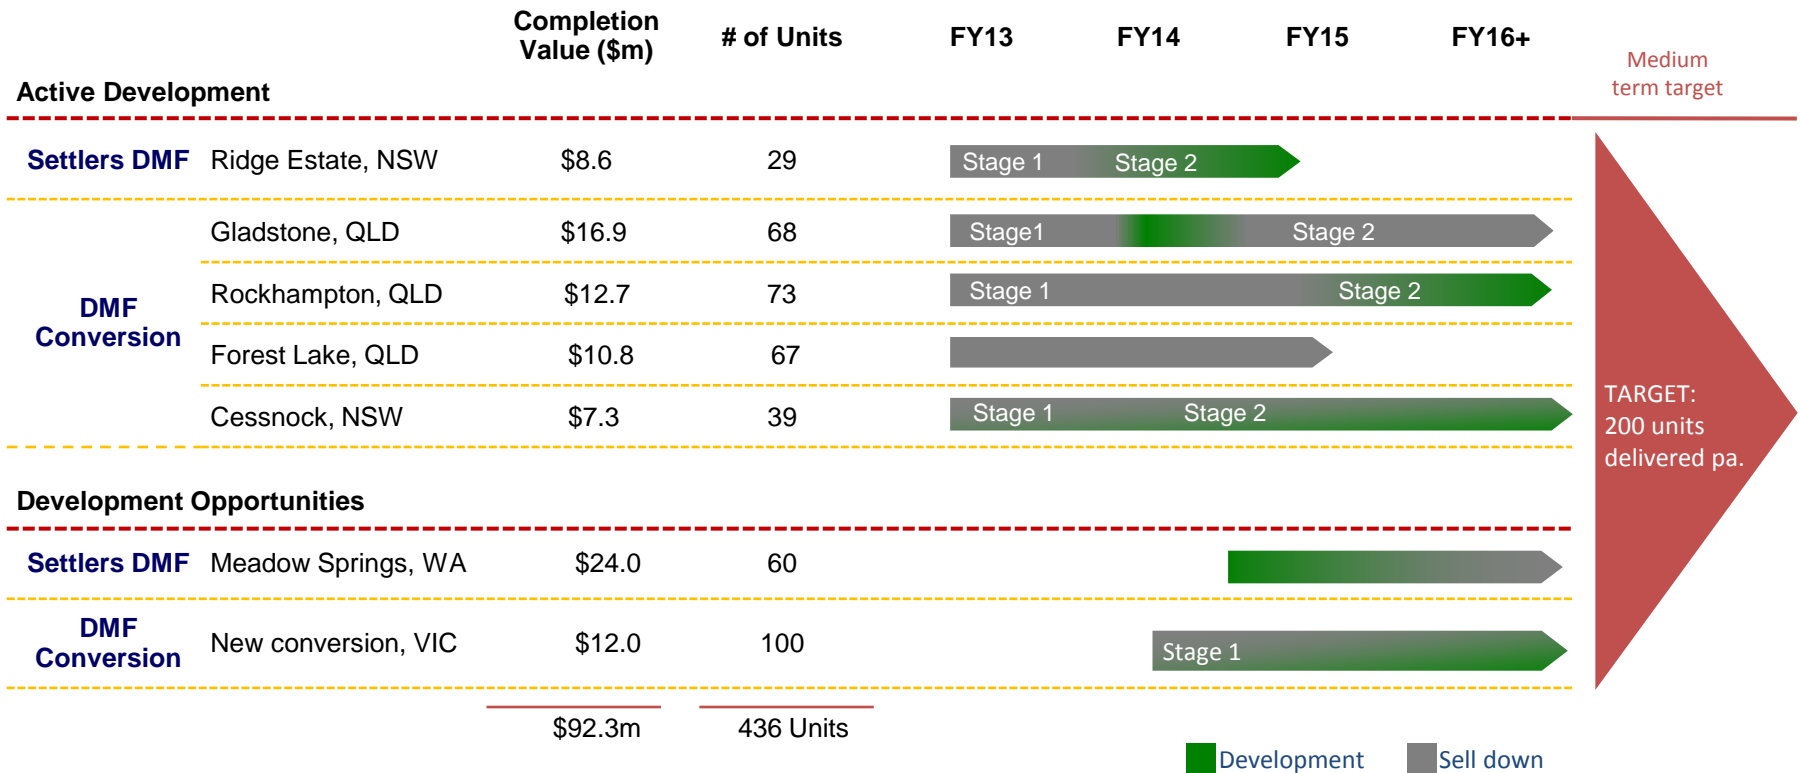 Completion
Value ($m)
# of Units
FY13
FY14
FY15
FY16+
Medium
term target
Active Development
Settlers DMF Ridge Estate, NSW $8.6 29 Stage 1 Stage 2
Gladstone, QLD $16.9 68 Stage1 Stage 2
DMF
Conversion
Rockhampton, QLD $12.7 73 Stage 1 Stage 2
Forest Lake, QLD $10.8 67
Cessnock, NSW $7.3 39 Stage 1 Stage 2
TARGET:
200 units
delivered pa.
Development Opportunities
Settlers DMF Meadow Springs, WA $24.0 60
DMF
Conversion
New conversion, VIC $12.0 100 Stage 1
$92.3m 436 Units
Development Sell down